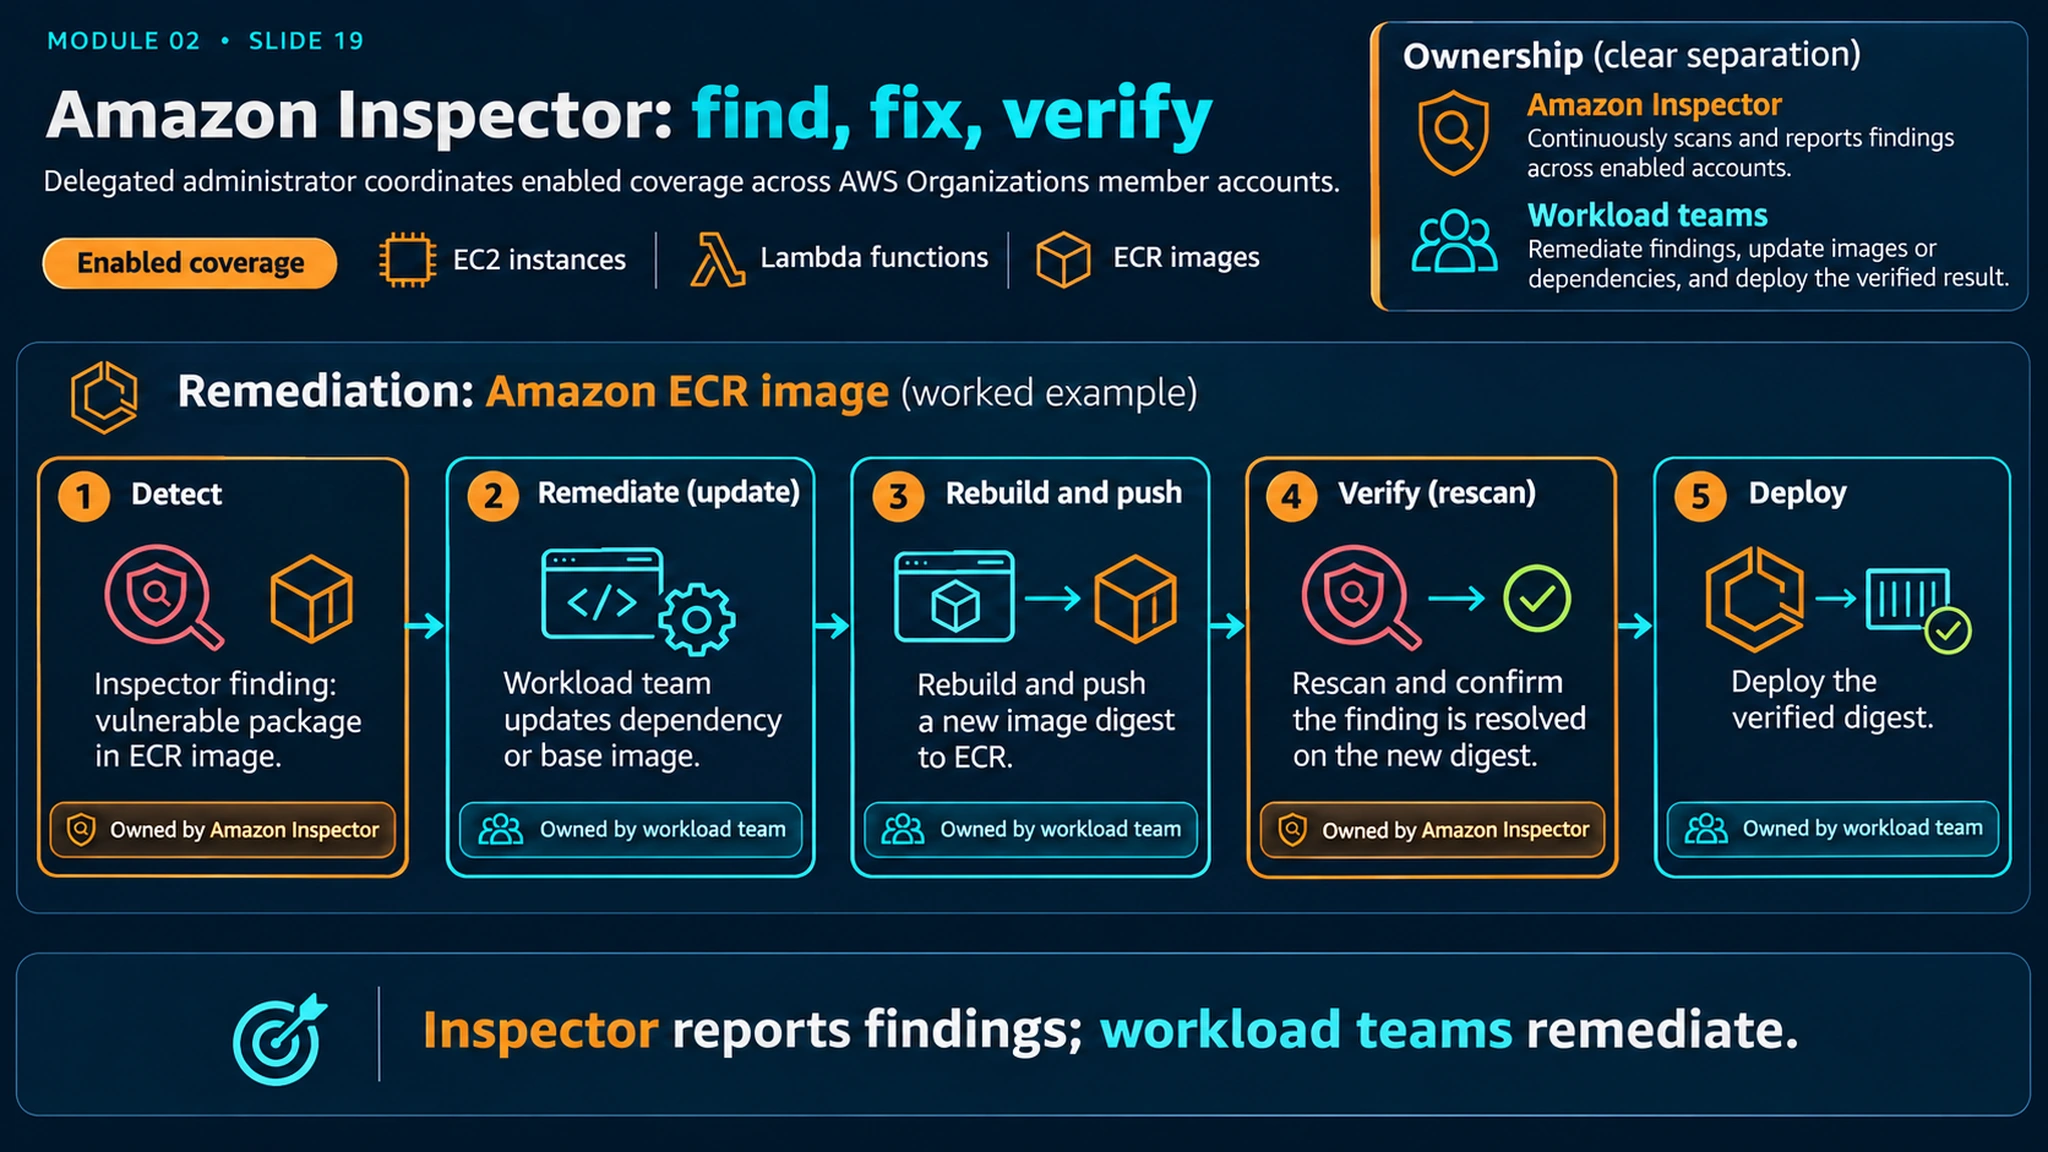 MODULE 02 • SLIDE 19
Amazon Inspector: find, fix, verify
Delegated administrator coordinates enabled coverage across AWS Organizations member accounts.
Enabled coverage
EC2 instances
Lambda functions
ECR images
Ownership (clear separation)
Amazon Inspector
Continuously scans and reports findings
across enabled accounts.
Workload teams
Remediate findings, update images or
dependencies, and deploy the verified result.
Remediation: Amazon ECR image (worked example)
1 Detect
Inspector finding:
vulnerable package
in ECR image.
Owned by Amazon Inspector
2 Remediate (update)
</>
Workload team
updates dependency
or base image.
Owned by workload team
3 Rebuild and push
Rebuild and push
a new image digest
to ECR.
Owned by workload team
4 Verify (rescan)
Rescan and confirm
the finding is resolved
on the new digest.
Owned by Amazon Inspector
5 Deploy
Deploy the
verified digest.
Owned by workload team
Inspector reports findings; workload teams remediate.